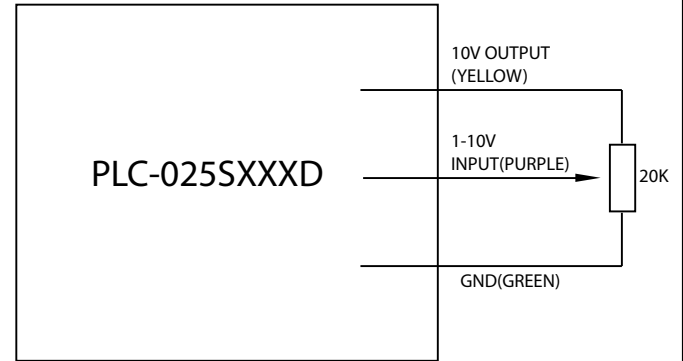 10V OUTPUT
(YELLOW)
1-10V
INPUT(PURPLE)
PLC-025SXXXD
20K
GND(GREEN)